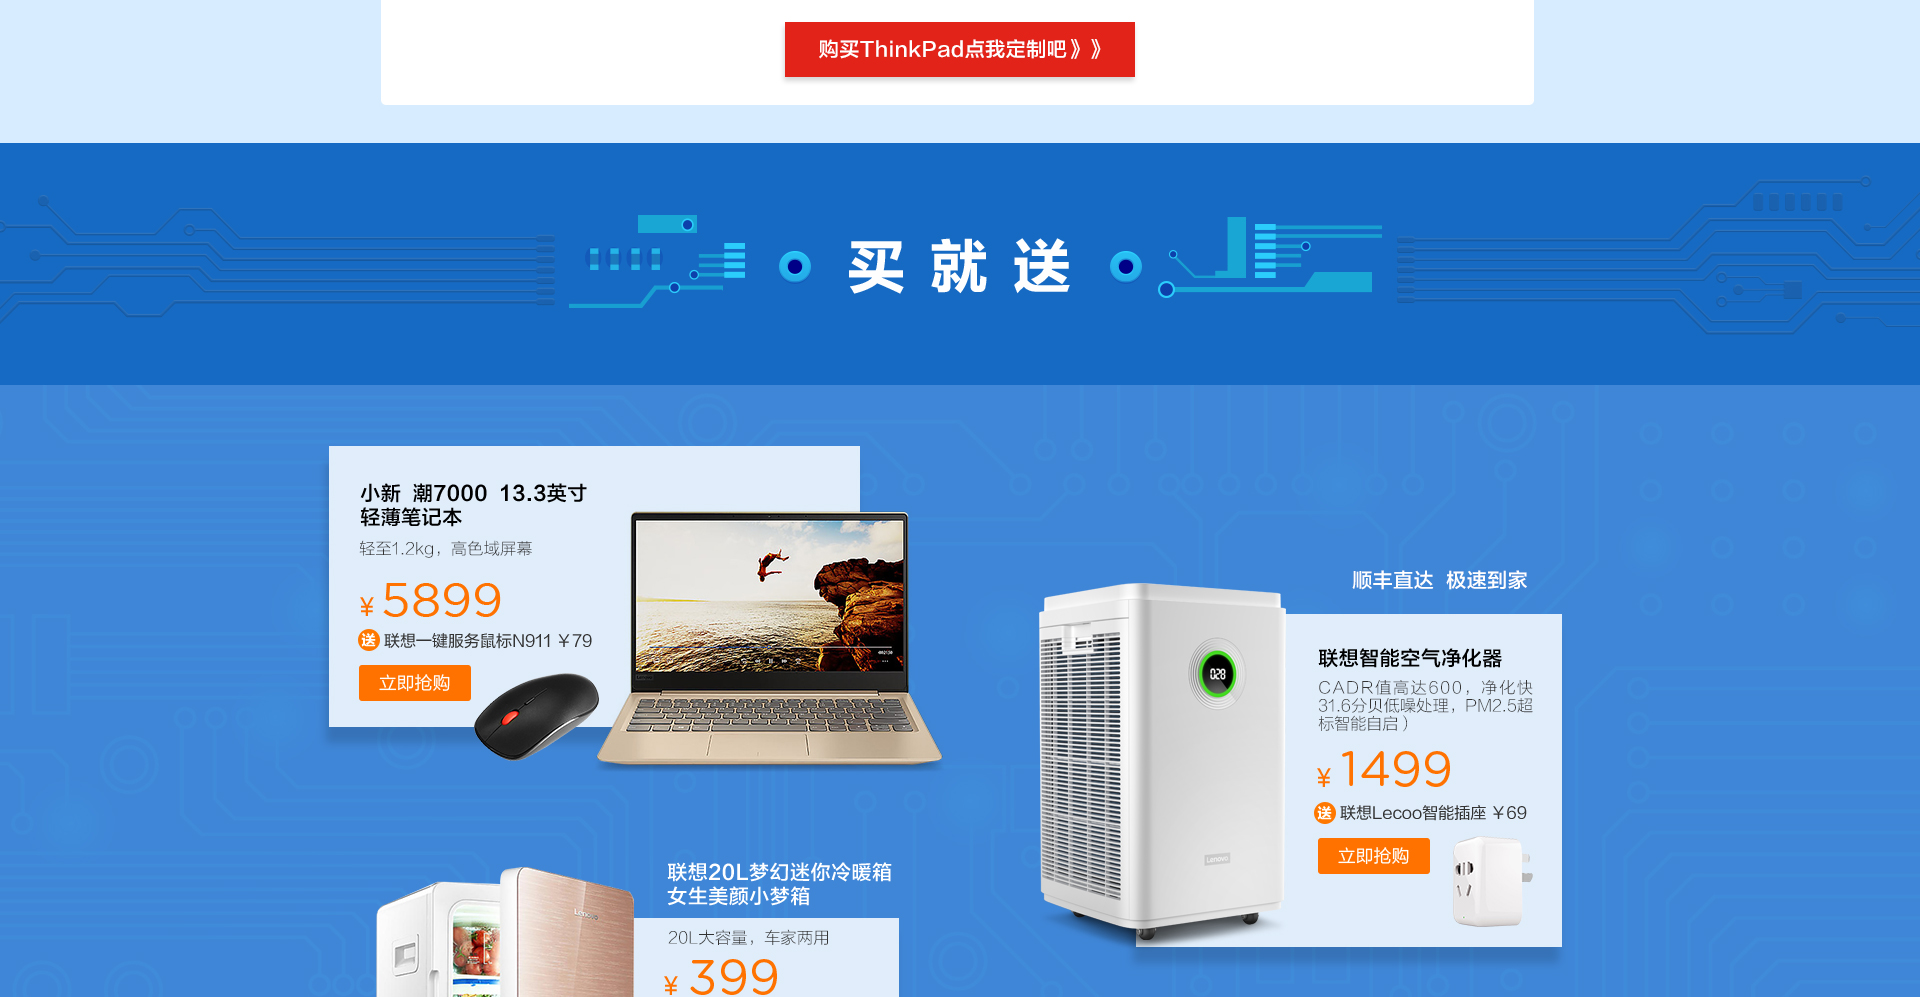 购买ThinkPad点我定制吧》》
买就送
小新 潮7000 13.3英寸
轻薄笔记本
轻至1.2kg，高色域屏幕
¥ 5899
送 联想一键服务鼠标N911 ¥79
立即抢购
顺丰直达 极速到家
028
Lenovo
联想智能空气净化器
CADR值高达600，净化快
31.6分贝低噪处理，PM2.5超
标智能自启）
¥ 1499
送 联想Lecoo智能插座 ¥69
立即抢购
联想20L梦幻迷你冷暖箱
女生美颜小梦箱
Lenovo
20L大容量，车家两用
¥ 399